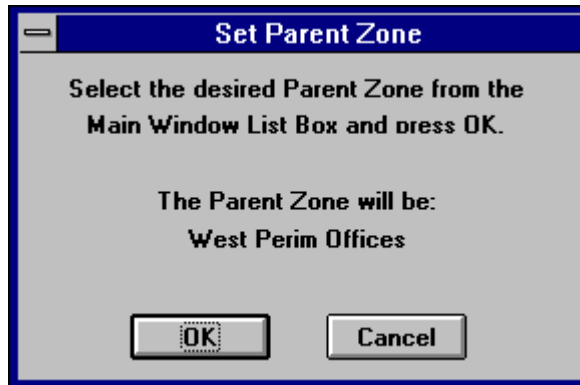 Set Parent Zone
Select the desired Parent Zone from the
Main Window List Box and press OK.
The Parent Zone will be:
West Perim Offices
OK
Cancel